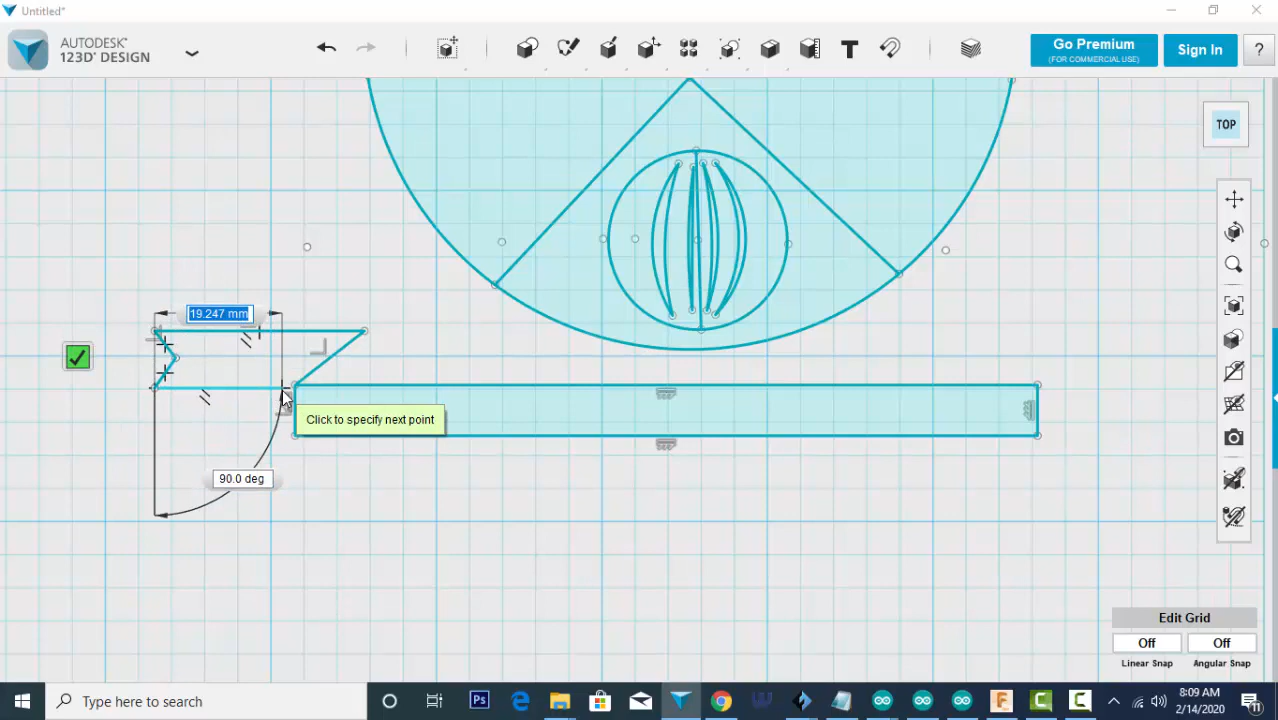 Untitled*
AUTODESK®
123D® DESIGN
T
Go Premium
(FOR COMMERCIAL USE)
Sign In
?
TOP
19.247 mm
Click to specify next point
90.0 deg
Edit Grid
Off
Off
Linear Snap
Angular Snap
Type here to search
Ps
8:09 AM
2/14/2020
11